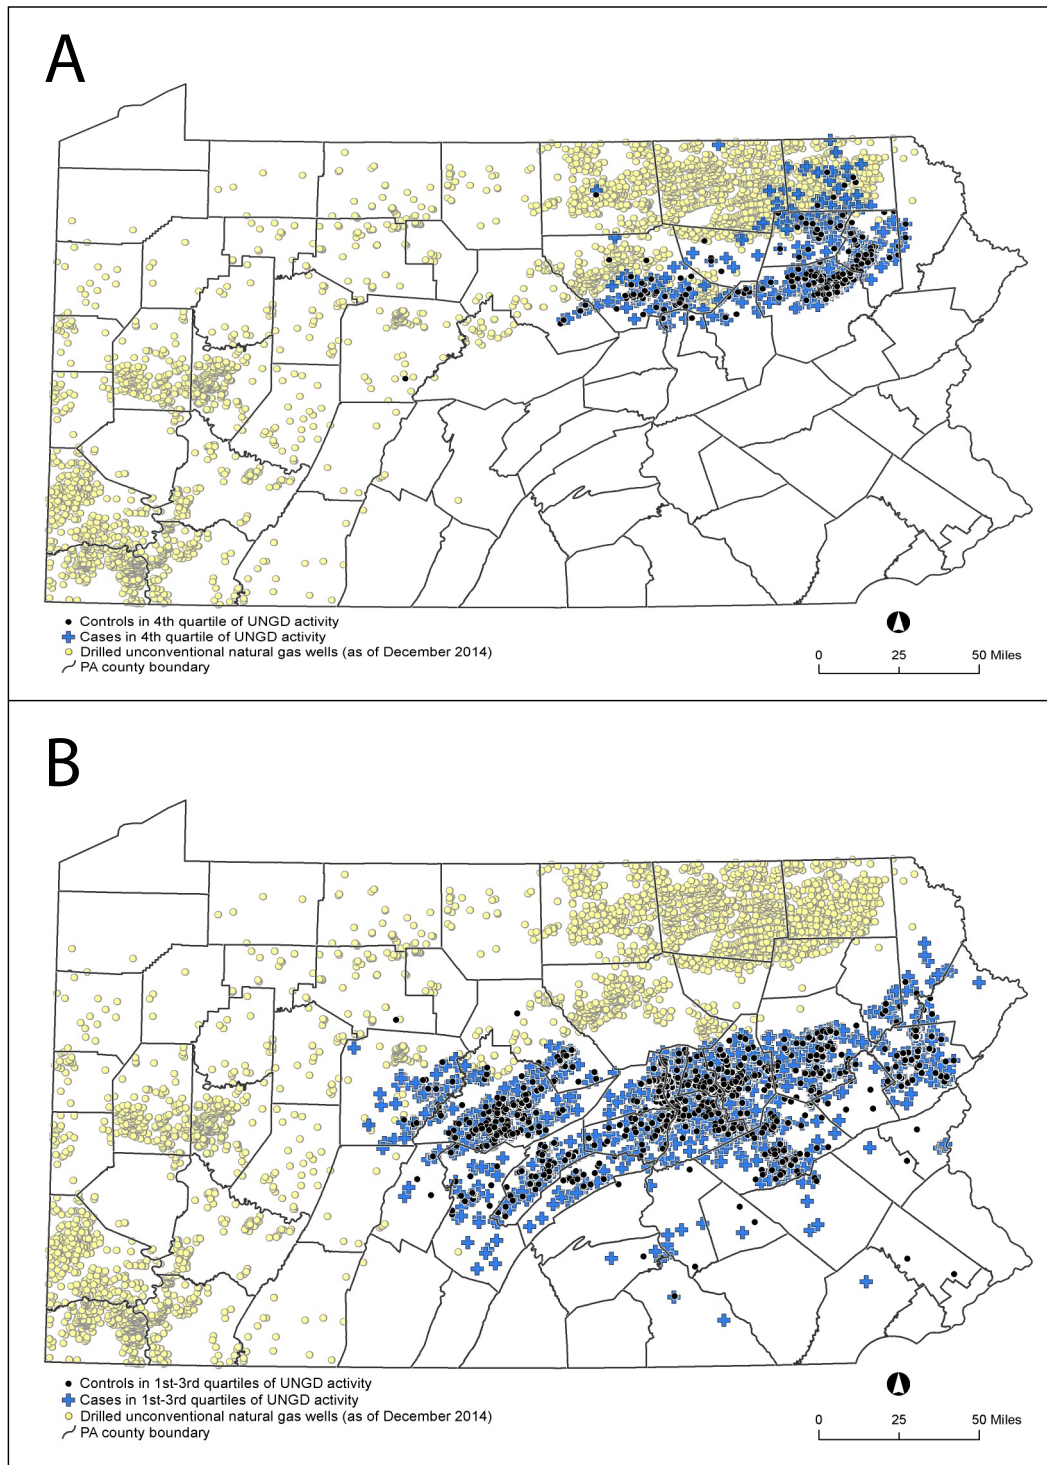 A
Controls in 4th quartile of UNGD activity
Cases in 4th quartile of UNGD activity
Drilled unconventional natural gas wells (as of December 2014)
PA county boundary
0 25 50 Miles
B
Controls in 1st-3rd quartiles of UNGD activity
Cases in 1st-3rd quartiles of UNGD activity
Drilled unconventional natural gas wells (as of December 2014)
PA county boundary
0 25 50 Miles